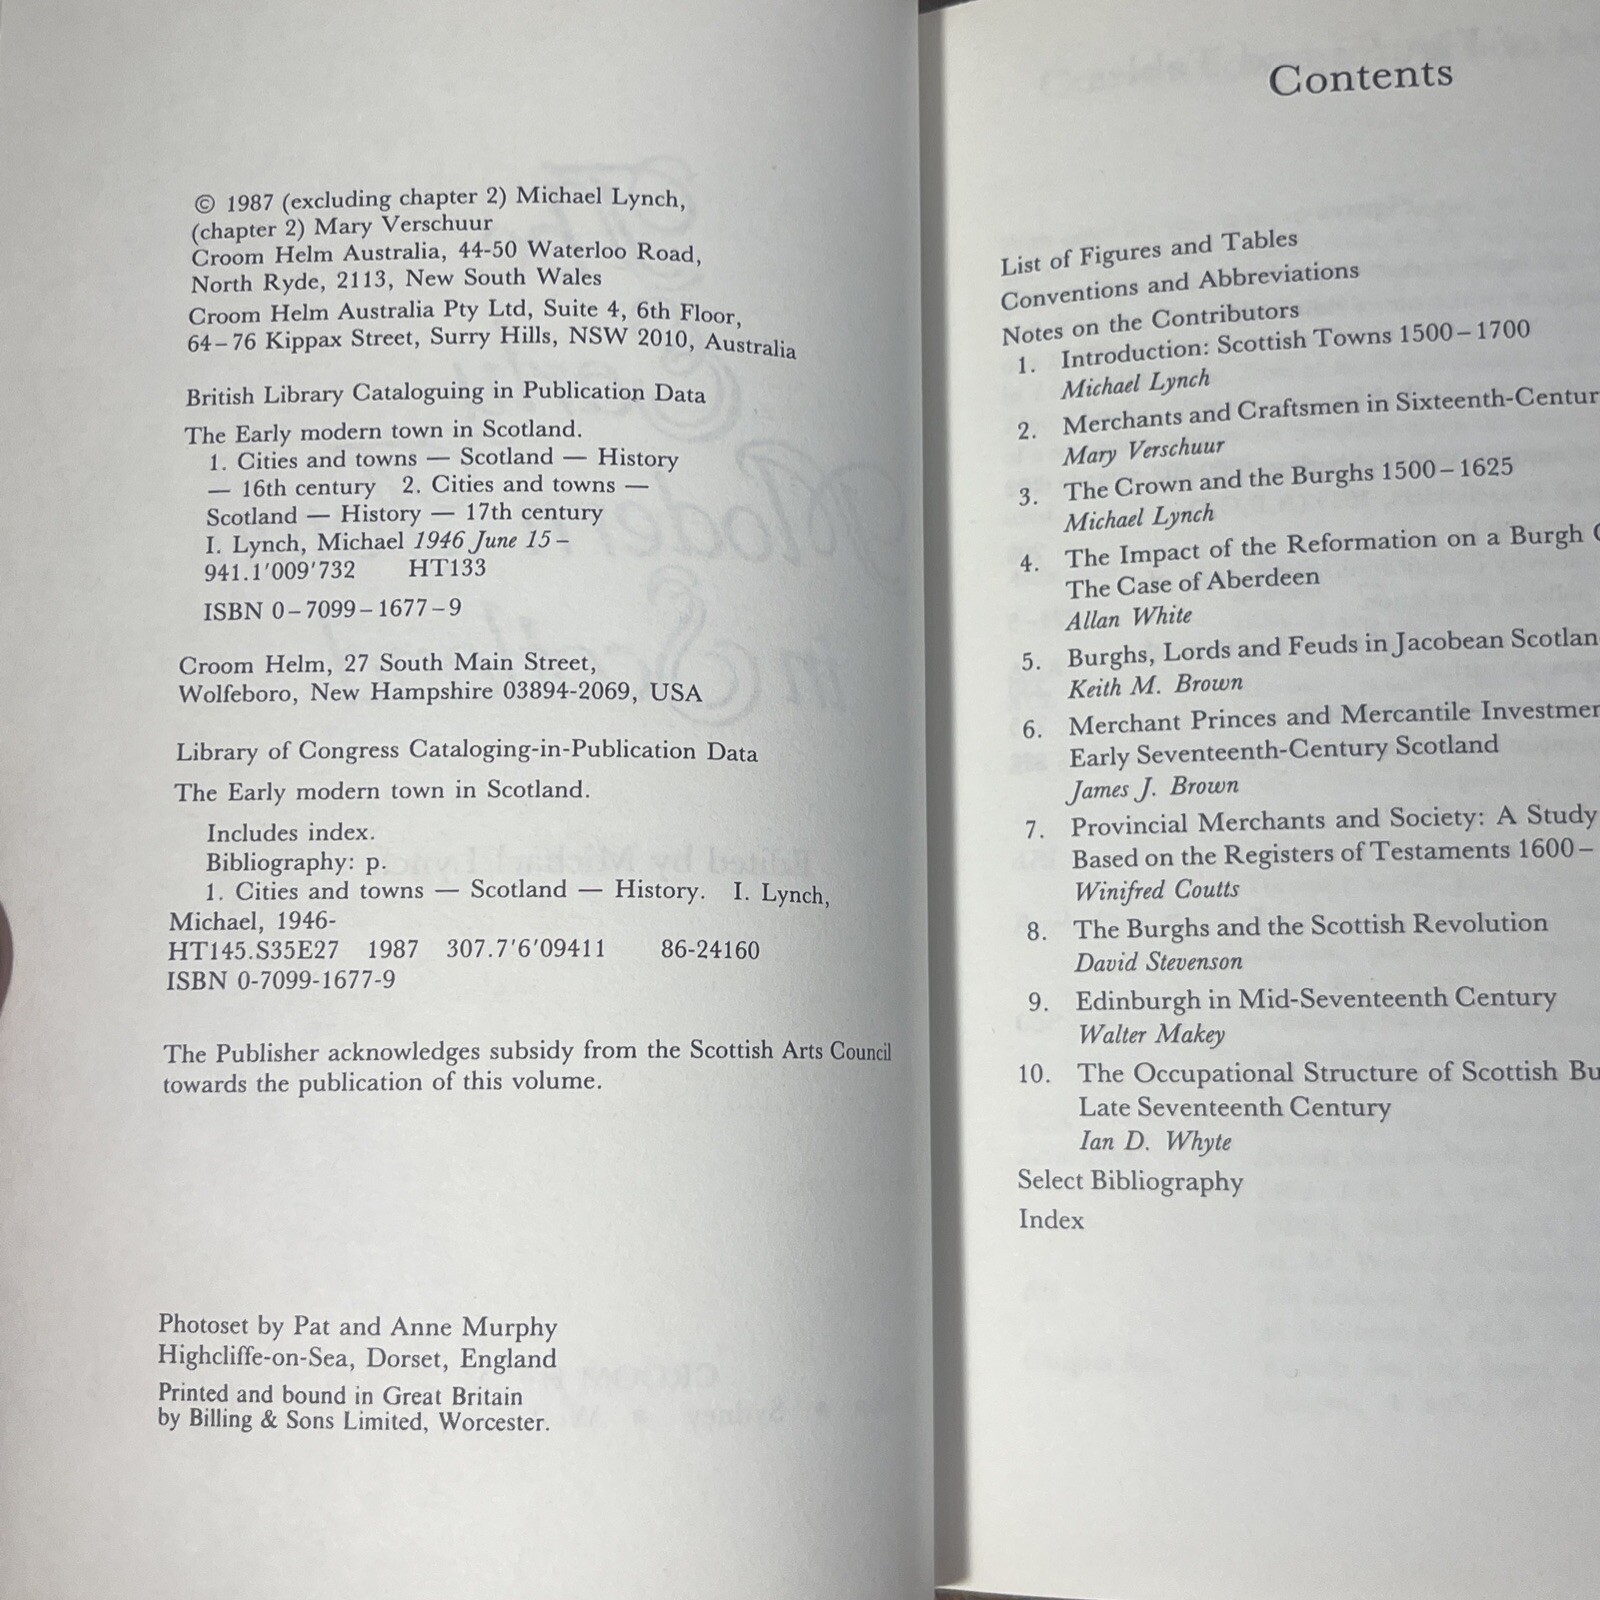 © 1987 (excluding chapter 2) Michael Lynch,
(chapter 2) Mary Verschuur
Croom Helm Australia, 44-50 Waterloo Road,
North Ryde, 2113, New South Wales
Croom Helm Australia Pty Ltd, Suite 4, 6th Floor,
64–76 Kippax Street, Surry Hills, NSW 2010, Australia
British Library Cataloguing in Publication Data
The Early modern town in Scotland.
1. Cities and towns — Scotland — History
— 16th century 2. Cities and towns —
Scotland — History — 17th century
I. Lynch, Michael 1946 June 15–
941.1'009'732 HT133
ISBN 0–7099–1677–9
Croom Helm, 27 South Main Street,
Wolfeboro, New Hampshire 03894-2069, USA
Library of Congress Cataloging-in-Publication Data
The Early modern town in Scotland.
Includes index.
Bibliography: p.
1. Cities and towns — Scotland — History. I. Lynch,
Michael, 1946-
HT145.S35E27 1987 307.7'6'09411 86-24160
ISBN 0-7099-1677-9
The Publisher acknowledges subsidy from the Scottish Arts Council
towards the publication of this volume.
Photoset by Pat and Anne Murphy
Highcliffe-on-Sea, Dorset, England
Printed and bound in Great Britain
by Billing & Sons Limited, Worcester.
Contents
List of Figures and Tables
Conventions and Abbreviations
Notes on the Contributors
1. Introduction: Scottish Towns 1500–1700
Michael Lynch
2. Merchants and Craftsmen in Sixteenth-Centur
Mary Verschuur
3. The Crown and the Burghs 1500–1625
Michael Lynch
4. The Impact of the Reformation on a Burgh
The Case of Aberdeen
Allan White
5. Burghs, Lords and Feuds in Jacobean Scotlan
Keith M. Brown
6. Merchant Princes and Mercantile Investmen
Early Seventeenth-Century Scotland
James J. Brown
7. Provincial Merchants and Society: A Study
Based on the Registers of Testaments 1600–
Winifred Coutts
8. The Burghs and the Scottish Revolution
David Stevenson
9. Edinburgh in Mid-Seventeenth Century
Walter Makey
10. The Occupational Structure of Scottish Bu
Late Seventeenth Century
Ian D. Whyte
Select Bibliography
Index